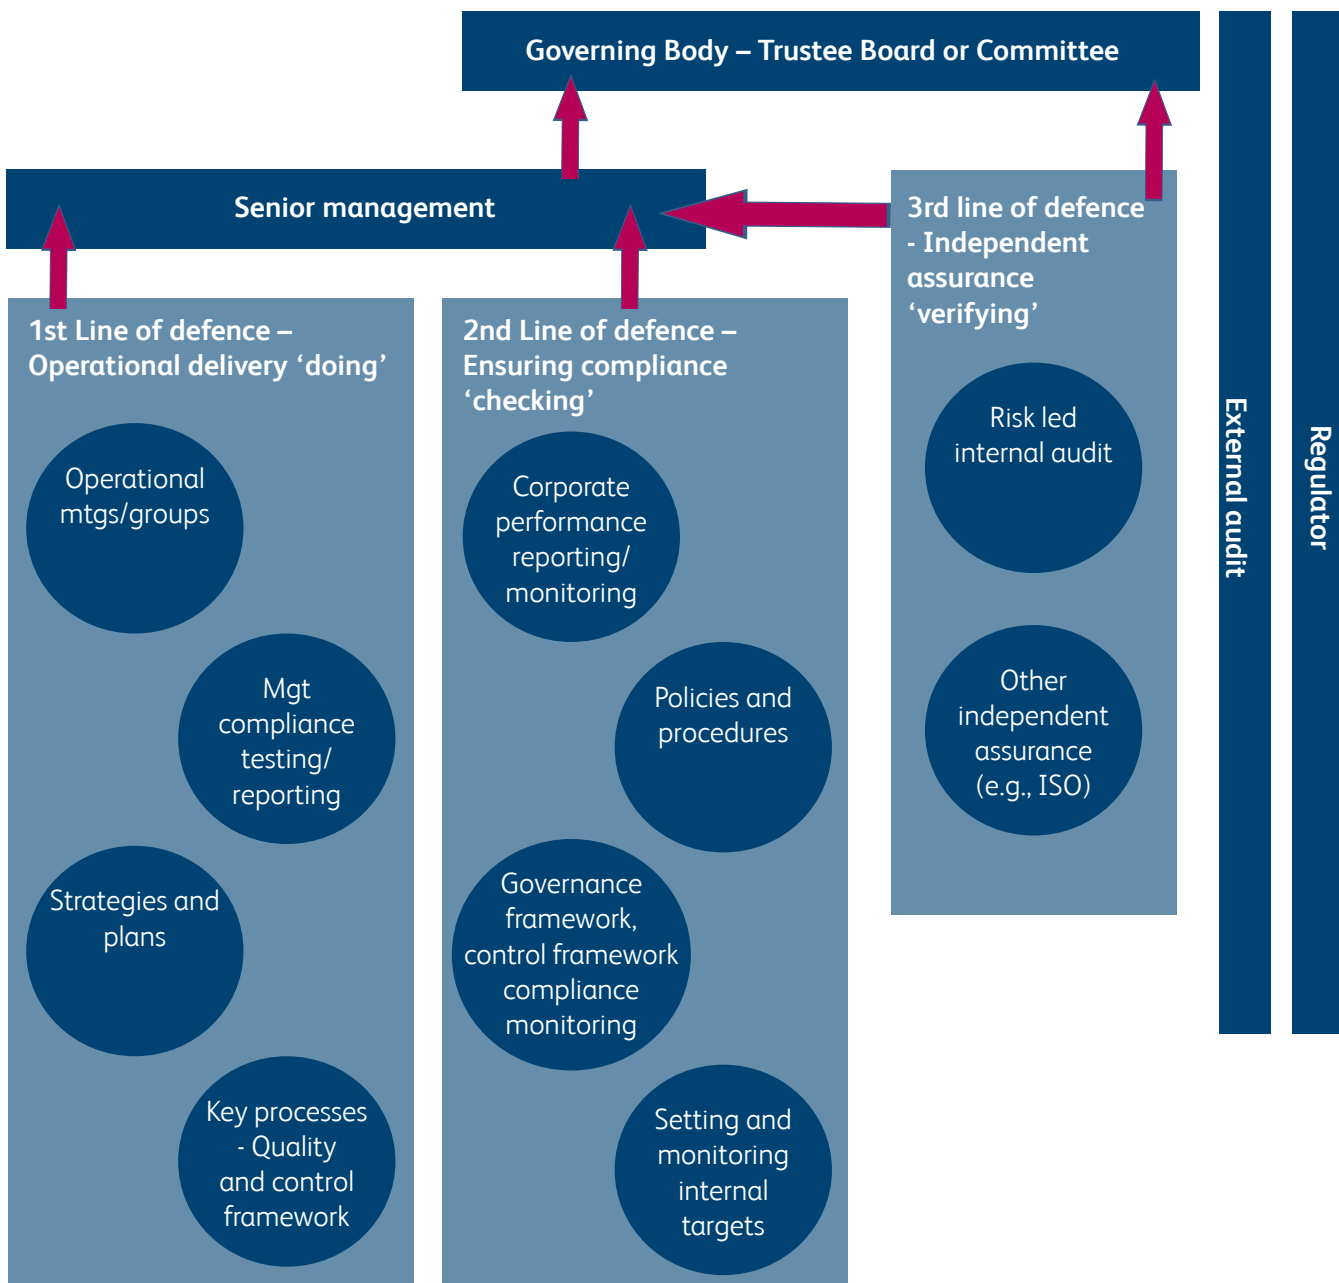 Governing Body – Trustee Board or Committee
Senior management
1st Line of defence –
Operational delivery ‘doing’
Operational
mtgs/groups
Mgt
compliance
testing/
reporting
Strategies and
plans
Key processes
- Quality
and control
framework
2nd Line of defence –
Ensuring compliance
‘checking’
Corporate
performance
reporting/
monitoring
Policies and
procedures
Governance
framework,
control framework
compliance
monitoring
Setting and
monitoring
internal
targets
3rd line of defence
- Independent
assurance
‘verifying’
Risk led
internal audit
Other
independent
assurance
(e.g., ISO)
External audit
Regulator